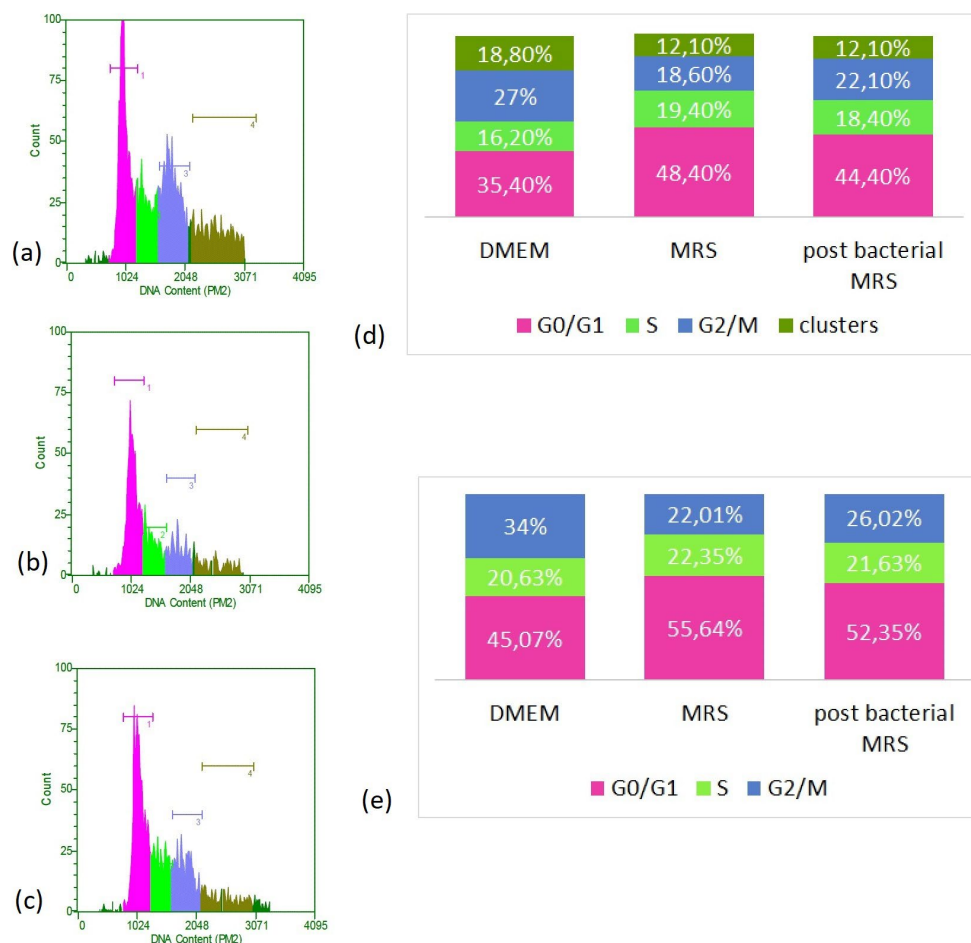 100
75
50
25
0
Count
1
3
4
0 1024 2048 3071 4095
DNA Content (PM2)
(a)
100
75
50
25
0
Count
1
2
3
4
0 1024 2048 3071 4095
DNA Content (PM2)
(b)
100
75
50
25
0
Count
1
3
4
0 1024 2048 3071 4095
DNA Content (PM2)
(c)
18,80% 12,10% 12,10%
27% 18,60% 22,10%
16,20% 19,40% 18,40%
35,40% 48,40% 44,40%
DMEM MRS post bacterial
MRS
G0/G1 S G2/M clusters
(d)
34% 22,01% 26,02%
20,63% 22,35% 21,63%
45,07% 55,64% 52,35%
DMEM MRS post bacterial
MRS
G0/G1 S G2/M
(e)